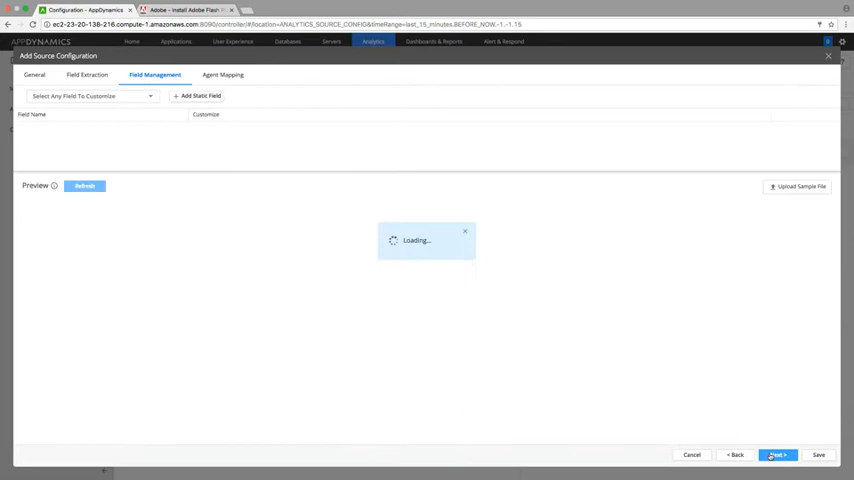 Configuration - AppDynamics
Adobe - Install Adobe Flash P
ec2-23-20-138-216.compute-1.amazonaws.com:8090/controller/#/location=ANALYTICS_SOURCE_CONFIG&timeRange=last_15_minutes.BEFORE_NOW.-1.-1.15
APPDYNAMICS
Home Applications User Experience Databases Servers Analytics Dashboards & Reports Alert & Respond
Add Source Configuration
General Field Extraction Field Management Agent Mapping
Select Any Field To Customize
+ Add Static Field
Field Name Customize
Preview Refresh Upload Sample File
Loading...
Cancel < Back Next > Save